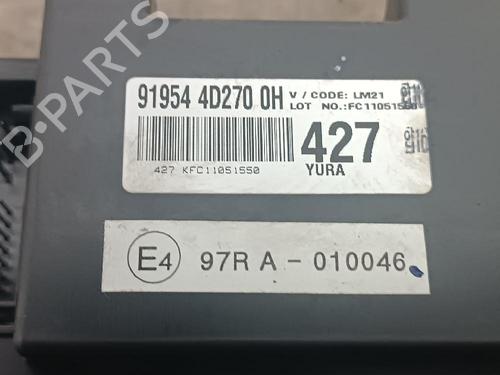 91954 4D270 0H
V / CODE: LM21
LOT NO.:FC11051550
427
427 KFC11051550
YURA
E4 97R A - 010046
B-PARTS